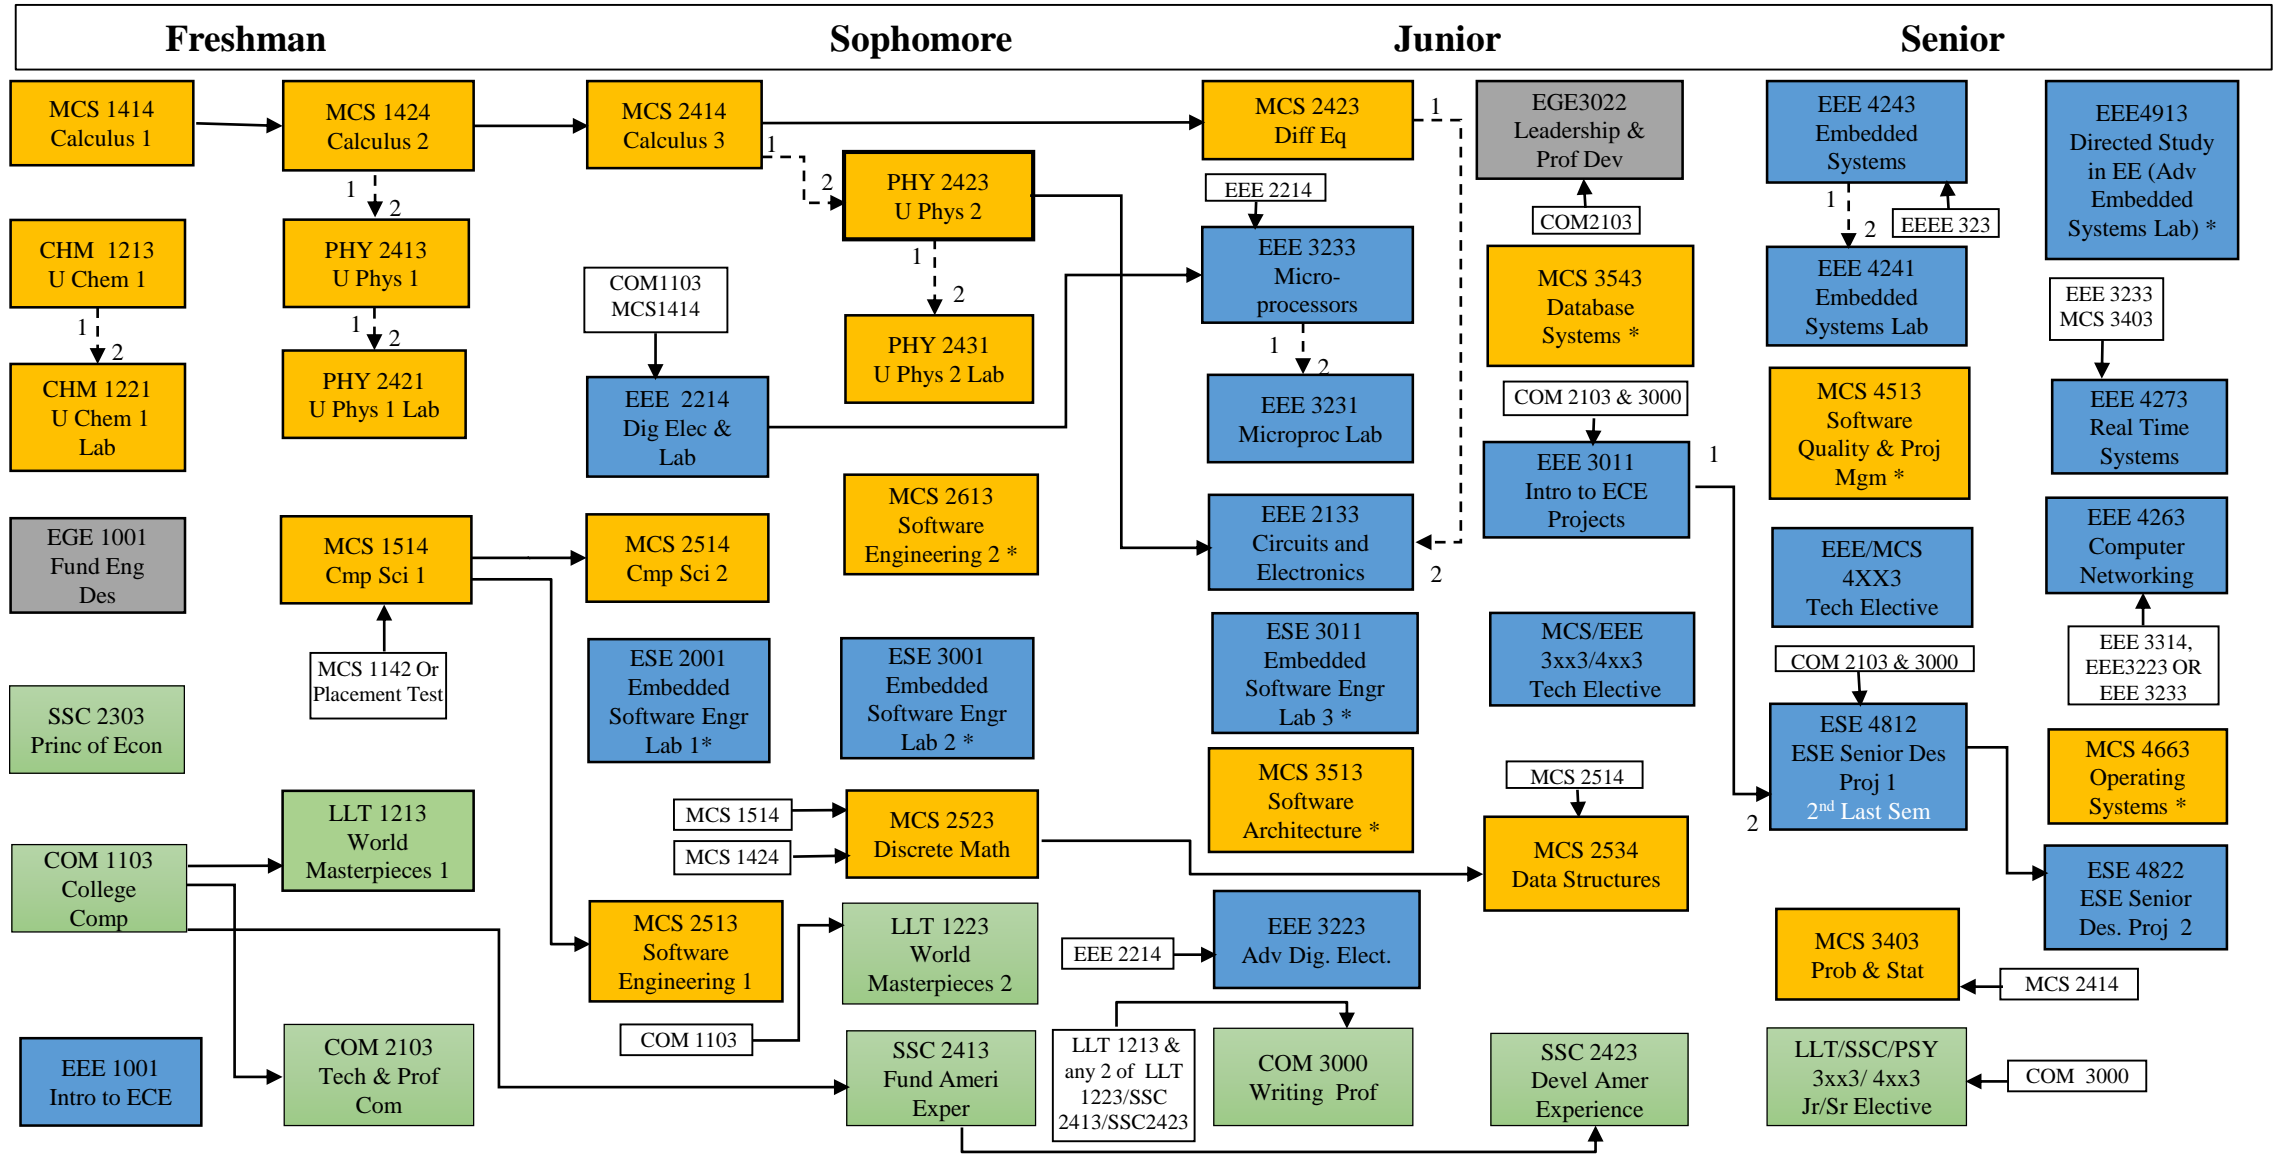 Freshman
Sophomore
Junior
Senior
MCS 1414
Calculus 1
CHM  1213
U Chem 1
1
2
CHM 1221
U Chem 1
Lab
EGE 1001
Fund Eng
Des
SSC 2303
Princ of Econ
COM 1103
College
Comp
EEE 1001
Intro to ECE
MCS 1424
Calculus 2
1
2
PHY 2413
U Phys 1
1
2
PHY 2421
U Phys 1 Lab
MCS 1514
Cmp Sci 1
MCS 1142 Or
Placement Test
LLT 1213
World
Masterpieces 1
COM 2103
Tech & Prof
Com
MCS 2414
Calculus 3
1
2
COM1103
MCS1414
EEE  2214
Dig Elec &
Lab
MCS 2514
Cmp Sci 2
ESE 2001
Embedded
Software Engr
Lab 1*
MCS 1514
MCS 1424
MCS 2513
Software
Engineering 1
COM 1103
PHY 2423
U Phys 2
1
2
PHY 2431
U Phys 2 Lab
MCS 2613
Software
Engineering 2 *
ESE 3001
Embedded
Software Engr
Lab 2 *
MCS 2523
Discrete Math
LLT 1223
World
Masterpieces 2
SSC 2413
Fund Ameri
Exper
MCS 2423
Diff Eq
1
EEE 2214
EEE 3233
Micro-
processors
1
2
EEE 3231
Microproc Lab
EEE 2133
Circuits and
Electronics
2
ESE 3011
Embedded
Software Engr
Lab 3 *
MCS 3513
Software
Architecture *
EEE 2214
EEE 3223
Adv Dig. Elect.
LLT 1213 &
any 2 of  LLT
1223/SSC
2413/SSC2423
COM 3000
Writing  Prof
EGE3022
Leadership &
Prof Dev
COM2103
MCS 3543
Database
Systems *
COM 2103 & 3000
EEE 3011
Intro to ECE
Projects
1
MCS/EEE
3xx3/4xx3
Tech Elective
MCS 2514
MCS 2534
Data Structures
SSC 2423
Devel Amer
Experience
EEE 4243
Embedded
Systems
1
2
EEEE 323
EEE 4241
Embedded
Systems Lab
MCS 4513
Software
Quality & Proj
Mgm *
EEE/MCS
4XX3
Tech Elective
COM 2103 & 3000
ESE 4812
ESE Senior Des
Proj 1
2nd Last Sem
2
MCS 3403
Prob & Stat
MCS 2414
LLT/SSC/PSY
3xx3/ 4xx3
Jr/Sr Elective
COM  3000
EEE4913
Directed Study
in EE (Adv
Embedded
Systems Lab) *
EEE 3233
MCS 3403
EEE 4273
Real Time
Systems
EEE 4263
Computer
Networking
EEE 3314,
EEE3223 OR
EEE 3233
MCS 4663
Operating
Systems *
ESE 4822
ESE Senior
Des. Proj  2